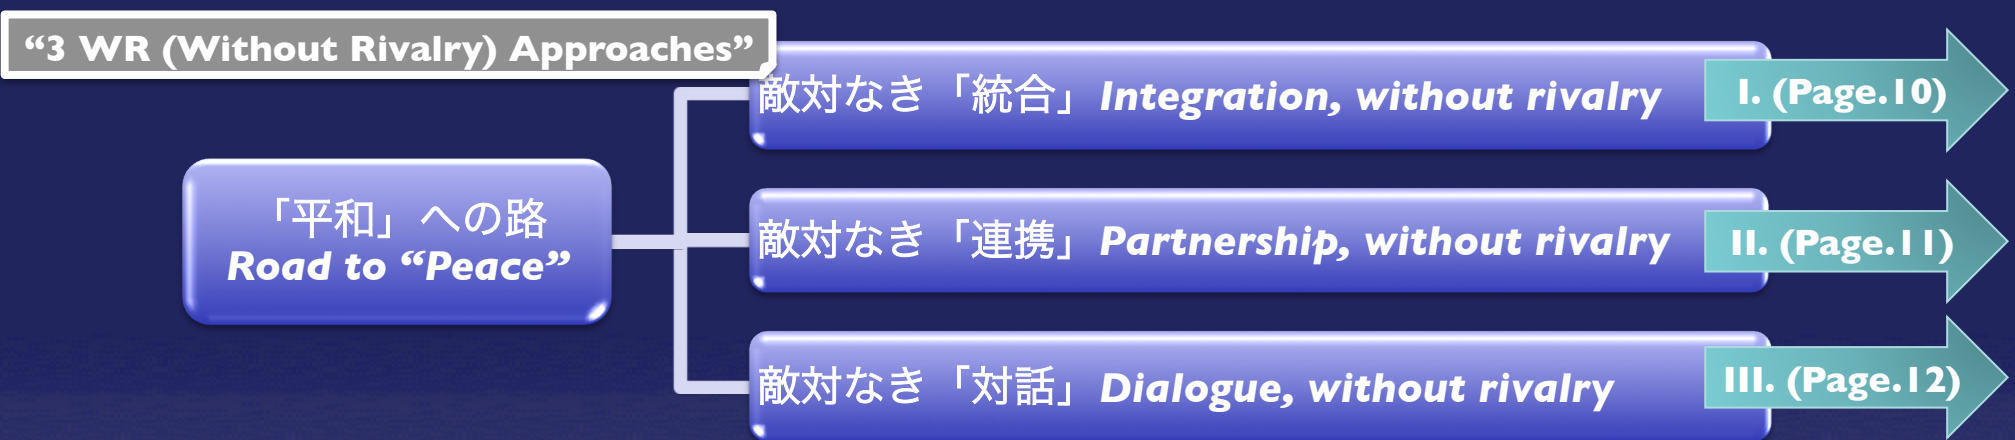 “3 WR (Without Rivalry) Approaches”
敵対なき「統合」Integration, without rivalry
I. (Page.10)
「平和」への路
Road to “Peace”
敵対なき「連携」Partnership, without rivalry
II. (Page.11)
敵対なき「対話」Dialogue, without rivalry
III. (Page.12)